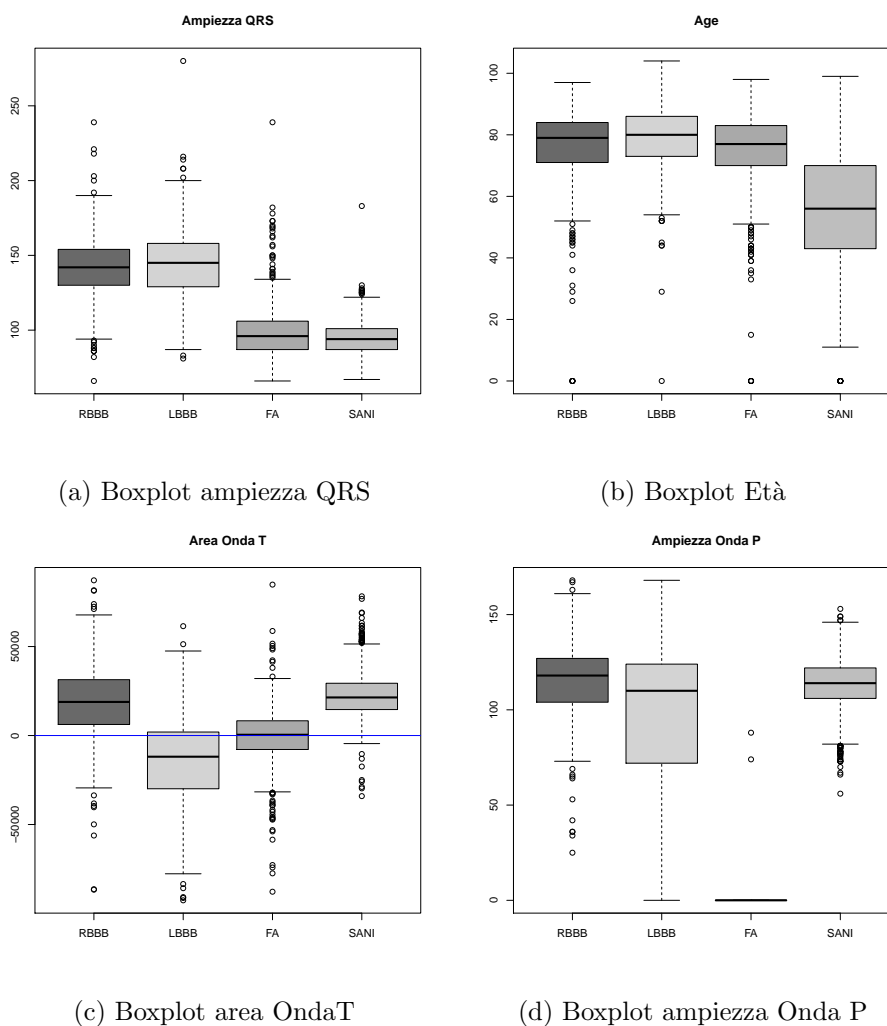 Ampiezza QRS
250
200
150
100
RBBB LBBB FA SANI
(a) Boxplot ampiezza QRS
Age
100
80
60
40
20
0
RBBB LBBB FA SANI
(b) Boxplot Età
Area Onda T
50000
0
−50000
RBBB LBBB FA SANI
(c) Boxplot area OndaT
Ampiezza Onda P
150
100
50
0
RBBB LBBB FA SANI
(d) Boxplot ampiezza Onda P